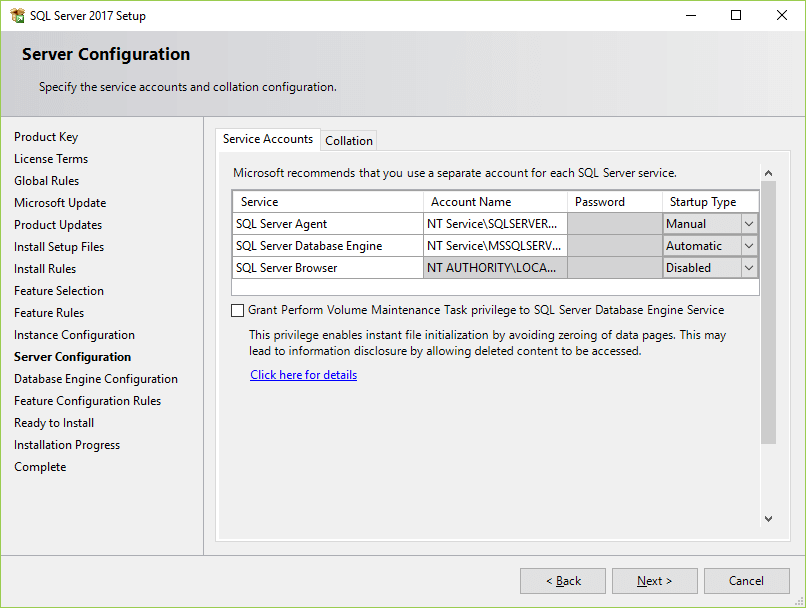 SQL Server 2017 Setup
Server Configuration
Specify the service accounts and collation configuration.
Product Key
License Terms
Global Rules
Microsoft Update
Product Updates
Install Setup Files
Install Rules
Feature Selection
Feature Rules
Instance Configuration
Server Configuration
Database Engine Configuration
Feature Configuration Rules
Ready to Install
Installation Progress
Complete
Service Accounts Collation
Microsoft recommends that you use a separate account for each SQL Server service.
Service Account Name Password Startup Type
SQL Server Agent NT Service\SQLSERVER... Manual
SQL Server Database Engine NT Service\MSSQLSERV... Automatic
SQL Server Browser NT AUTHORITY\LOCA... Disabled
Grant Perform Volume Maintenance Task privilege to SQL Server Database Engine Service
This privilege enables instant file initialization by avoiding zeroing of data pages. This may
lead to information disclosure by allowing deleted content to be accessed.
Click here for details
< Back Next > Cancel